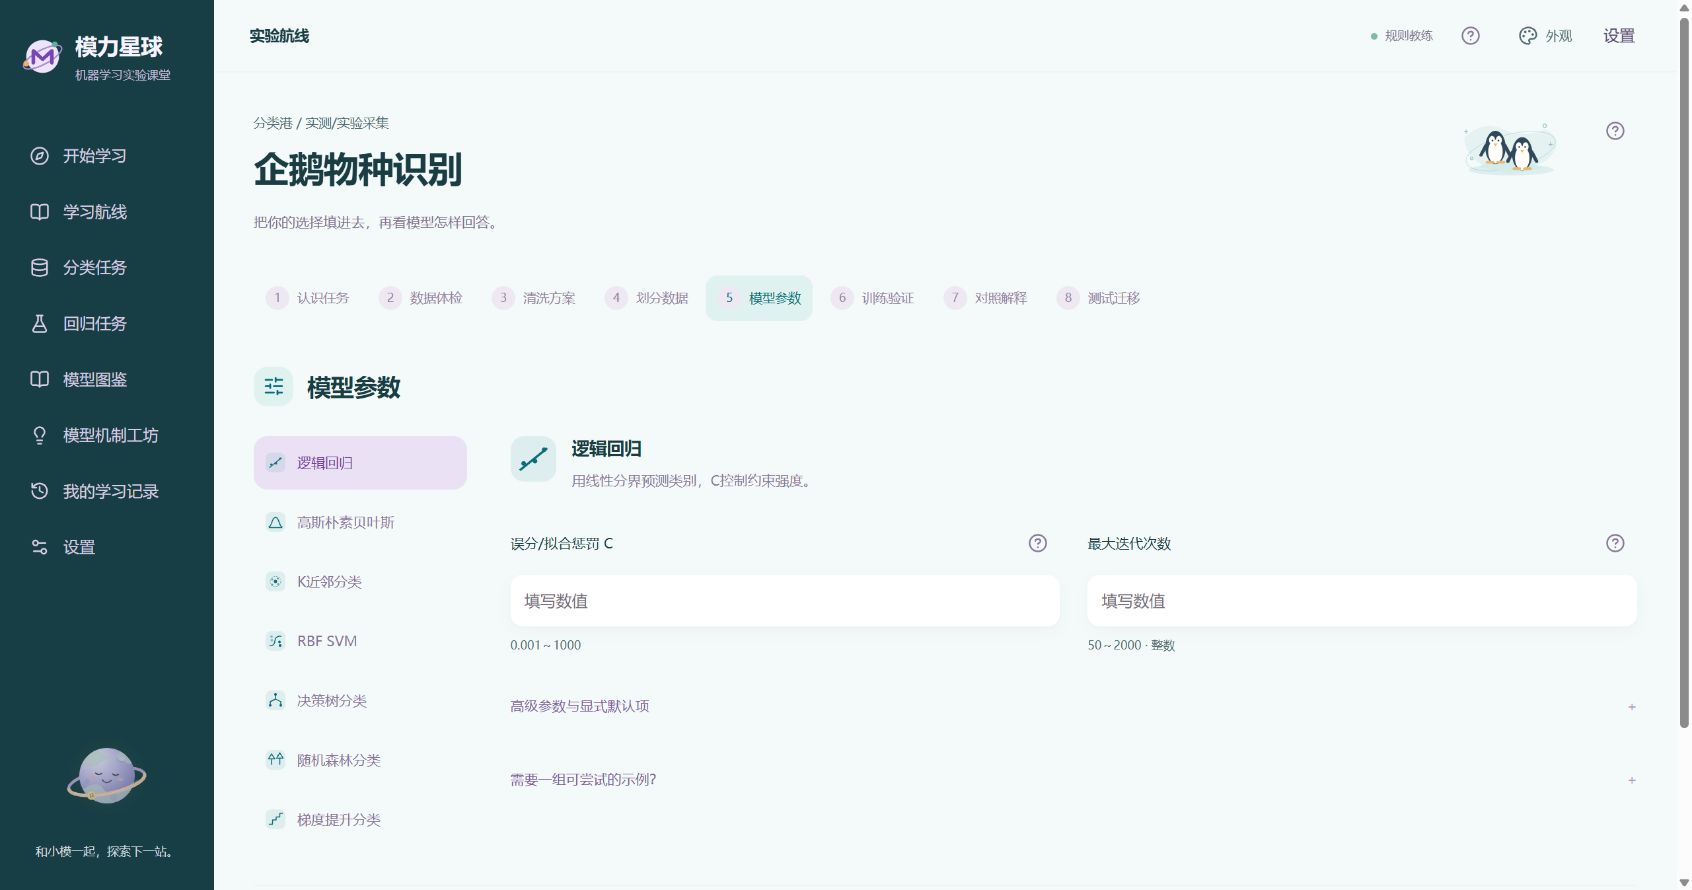 模力星球
机器学习实验课堂
开始学习
学习航线
分类任务
回归任务
模型图鉴
模型机制工坊
我的学习记录
设置
和小模一起，探索下一站。
实验航线
规则教练
外观
设置
分类港 / 实测/实验采集
企鹅物种识别
把你的选择填进去，再看模型怎样回答。
1 认识任务
2 数据体检
3 清洗方案
4 划分数据
5 模型参数
6 训练验证
7 对照解释
8 测试迁移
模型参数
逻辑回归
高斯朴素贝叶斯
K近邻分类
RBF SVM
决策树分类
随机森林分类
梯度提升分类
逻辑回归
用线性分界预测类别，C控制约束强度。
误分/拟合惩罚 C
填写数值
0.001 ~ 1000
最大迭代次数
填写数值
50 ~ 2000 · 整数
高级参数与显式默认项 +
需要一组可尝试的示例? +